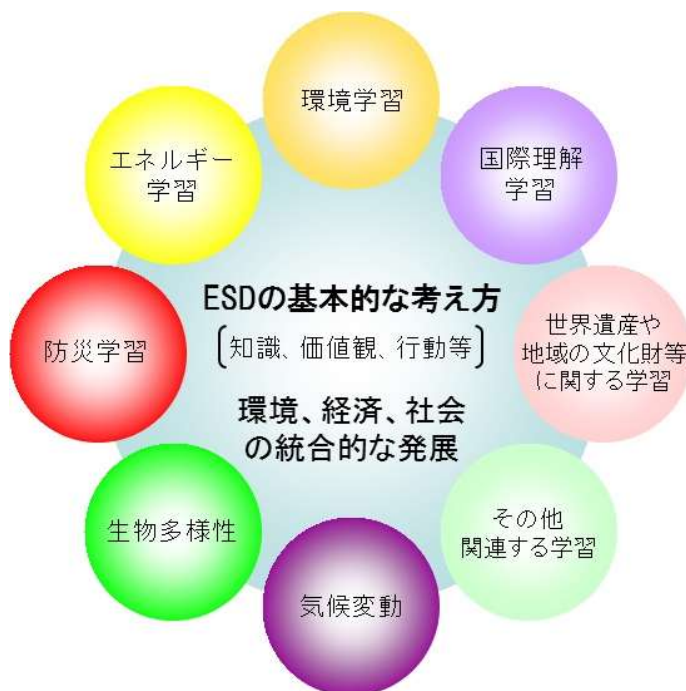 環境学習
エネルギー
学習
国際理解
学習
ESDの基本的な考え方
[知識、価値観、行動等]
環境、経済、社会
の統合的な発展
防災学習
世界遺産や
地域の文化財等
に関する学習
生物多様性
その他
関連する学習
気候変動